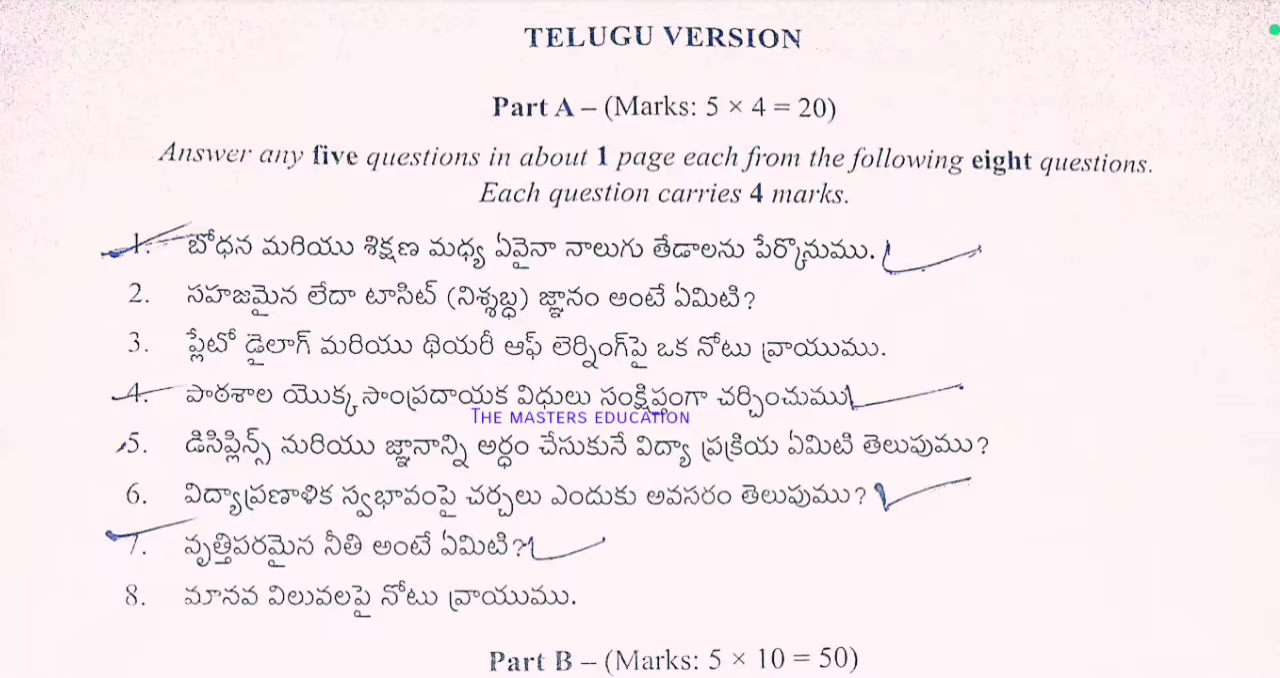 TELUGU VERSION
Part A – (Marks: 5 × 4 = 20)
Answer any five questions in about 1 page each from the following eight questions.
Each question carries 4 marks.
1. బోధన మరియు శిక్షణ మధ్య ఏవైనా నాలుగు తేడాలను పేర్కొనుము.
2. సహజమైన లేదా టాసిట్ (నిశ్శబ్ద) జ్ఞానం అంటే ఏమిటి?
3. ప్లేటో డైలాగ్ మరియు థియరీ ఆఫ్ లెర్నింగ్‌పై ఒక నోటు వ్రాయుము.
4. పాఠశాల యొక్క సాంప్రదాయక విధులు సంక్షిప్తంగా చర్చించుము
THE MASTERS EDUCATION
5. డిసిప్లిన్స్ మరియు జ్ఞానాన్ని అర్ధం చేసుకునే విద్యా ప్రక్రియ ఏమిటి తెలుపుము?
6. విద్యాప్రణాళిక స్వభావంపై చర్చలు ఎందుకు అవసరం తెలుపుము?
7. వృత్తిపరమైన నీతి అంటే ఏమిటి?
8. మానవ విలువలపై నోటు వ్రాయుము.
Part B – (Marks: 5 × 10 = 50)